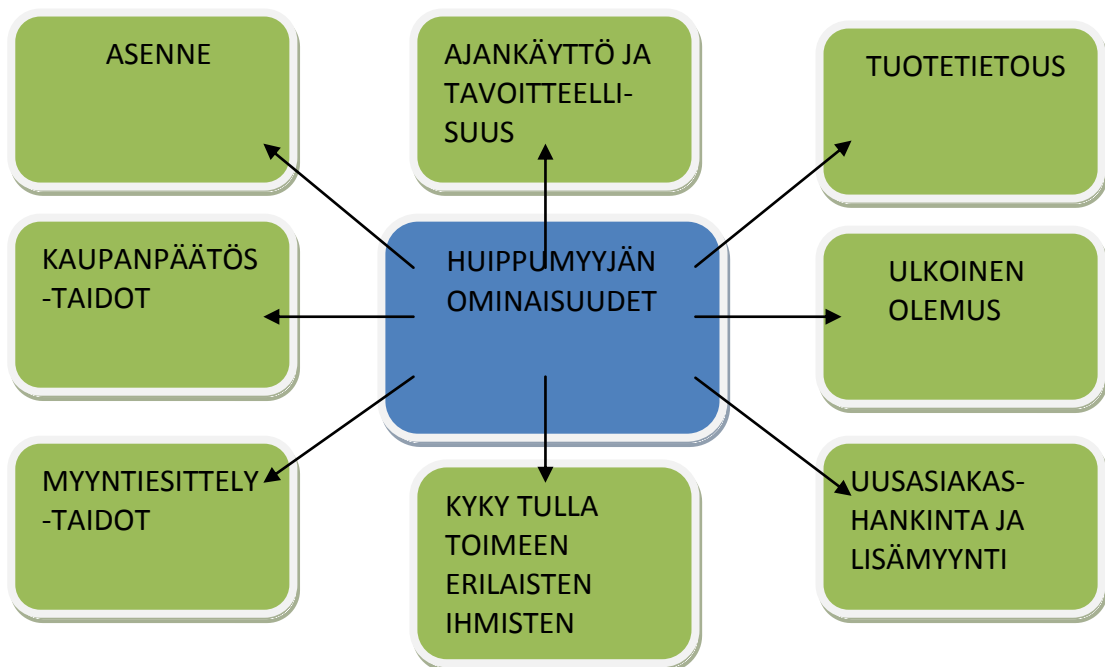 ASENNE
AJANKÄYTTÖ JA
TAVOITTEELLI-
SUUS
TUOTETIETOUS
KAUPANPÄÄTÖS
-TAIDOT
HUIPPUMYYJÄN
OMINAISUUDET
ULKOINEN
OLEMUS
MYYNTIESITTELY
-TAIDOT
KYKY TULLA
TOIMEEN
ERILAISTEN
IHMISTEN
UUSASIAKAS-
HANKINTA JA
LISÄMYYNTI